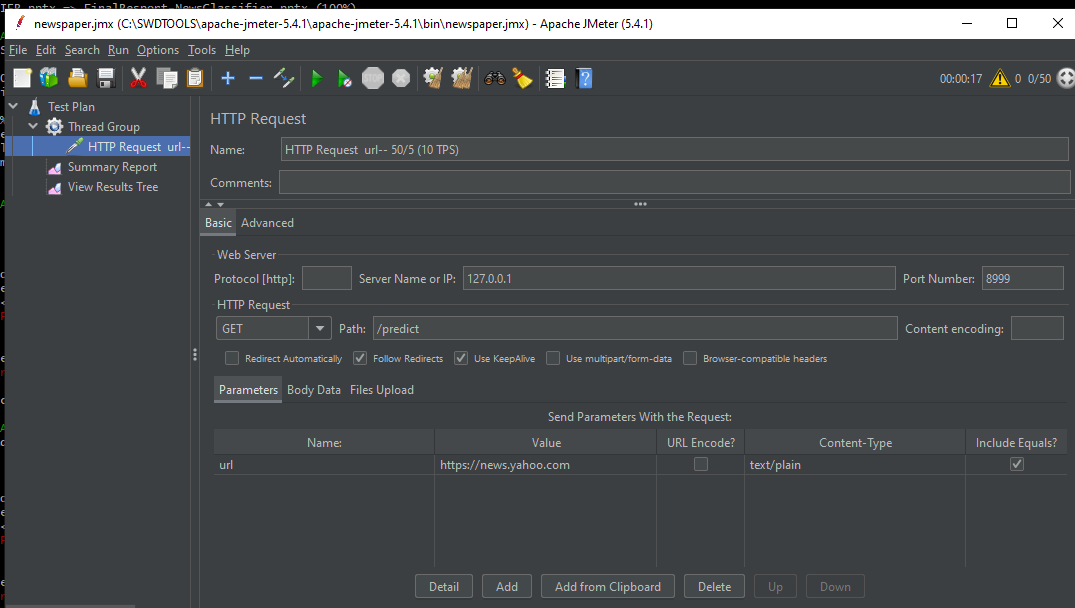 newspaper.jmx (C:\SWDTOOLS\apache-jmeter-5.4.1\apache-jmeter-5.4.1\bin\newspaper.jmx) - Apache JMeter (5.4.1)
File Edit Search Run Options Tools Help
STOP 00:00:17 0 0/50
Test Plan
Thread Group
HTTP Request url--
Summary Report
View Results Tree
HTTP Request
Name: HTTP Request url-- 50/5 (10 TPS)
Comments:
Basic Advanced
Web Server
Protocol [http]: Server Name or IP: 127.0.0.1 Port Number: 8999
HTTP Request
GET Path: /predict Content encoding:
Redirect Automatically Follow Redirects Use KeepAlive Use multipart/form-data Browser-compatible headers
Parameters Body Data Files Upload
Send Parameters With the Request:
Name: Value URL Encode? Content-Type Include Equals?
url https://news.yahoo.com text/plain
Detail Add Add from Clipboard Delete Up Down